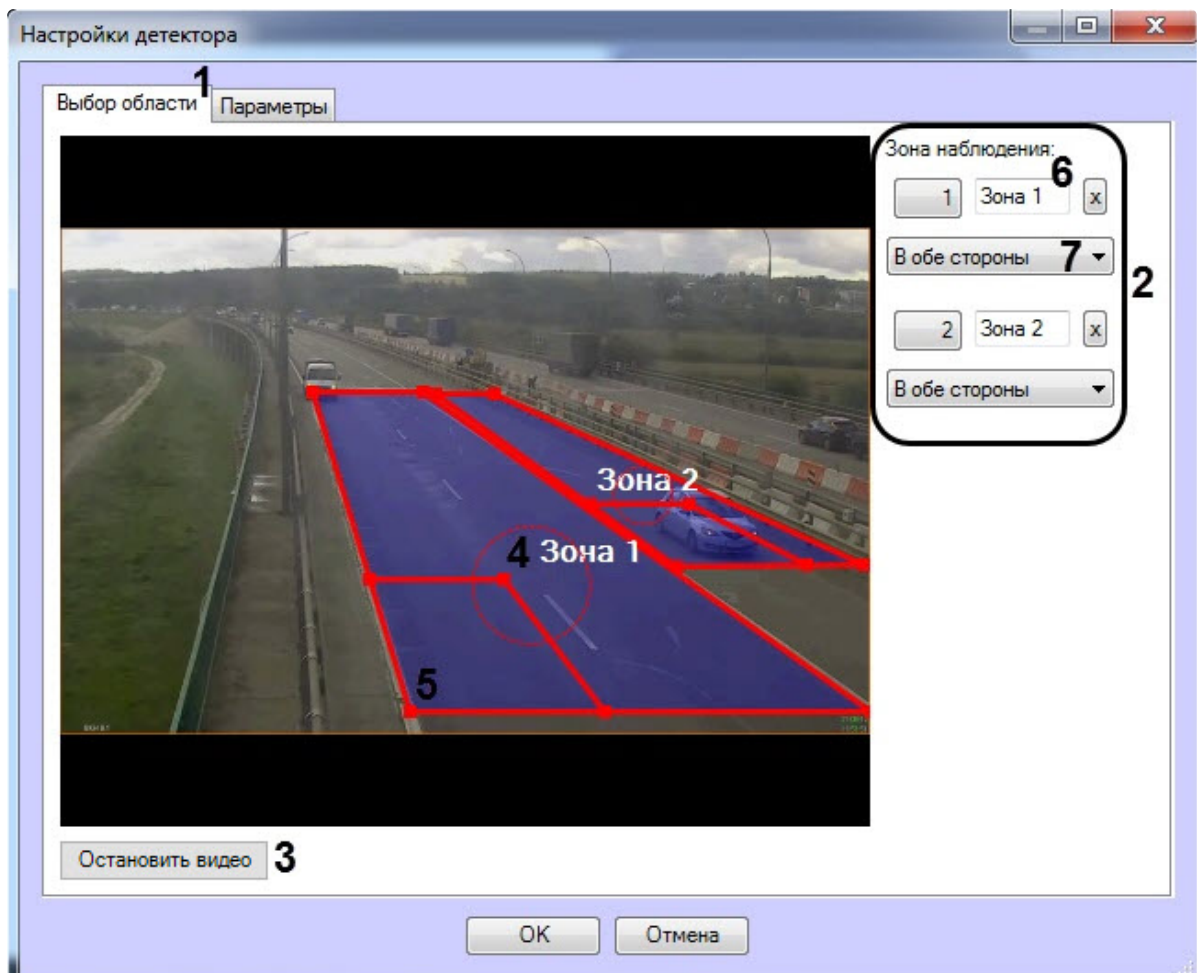 Настройки детектора
1
Выбор области
Параметры
Зона наблюдения:
6
1 Зона 1 x
В обе стороны 7
2
2 Зона 2 x
В обе стороны
Зона 2
4 Зона 1
5
Остановить видео 3
OK Отмена